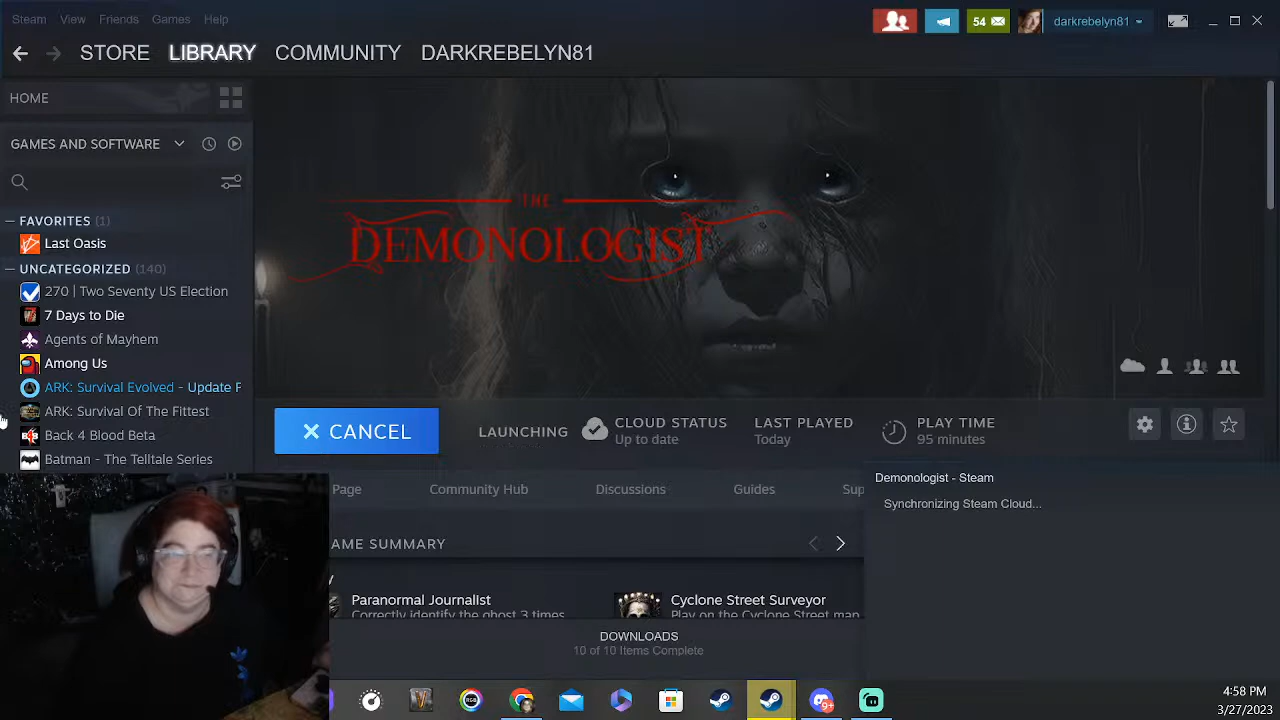 Steam View Friends Games Help
54 darkrebelyn81
STORE LIBRARY COMMUNITY DARKREBELYN81
HOME
GAMES AND SOFTWARE
THE
DEMONOLOGIST
FAVORITES (1)
Last Oasis
UNCATEGORIZED (140)
270 | Two Seventy US Election
7 Days to Die
Agents of Mayhem
Among Us
ARK: Survival Evolved - Update
ARK: Survival Of The Fittest
Back 4 Blood Beta
Batman - The Telltale Series
CANCEL
LAUNCHING
CLOUD STATUS
Up to date
LAST PLAYED
Today
PLAY TIME
95 minutes
Page Community Hub Discussions Guides Sup
Demonologist - Steam
Synchronizing Steam Cloud...
AME SUMMARY
Paranormal Journalist
Correctly identify the ghost 3 times
Cyclone Street Surveyor
Play on the Cyclone Street map
DOWNLOADS
10 of 10 Items Complete
4:58 PM
3/27/2023